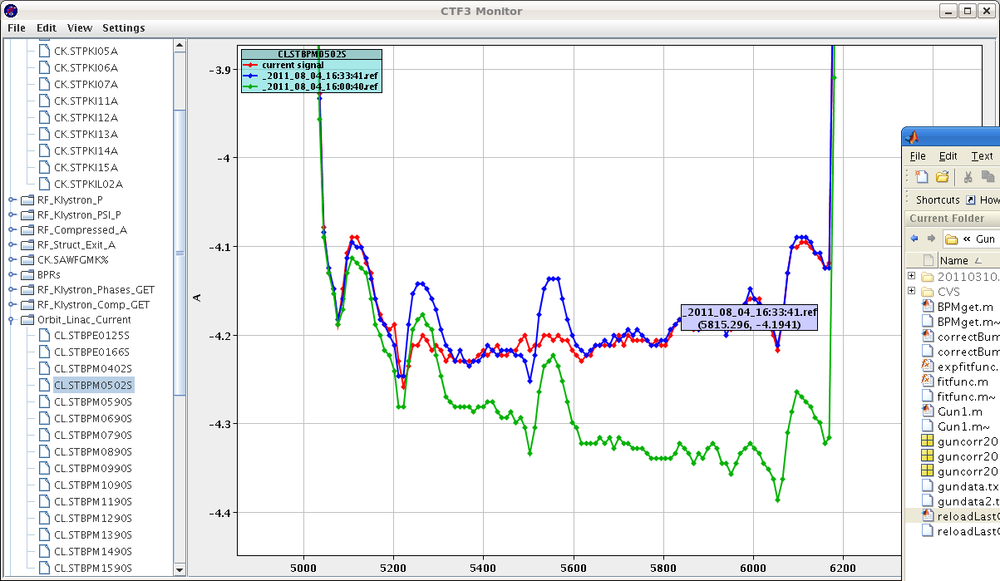 CTF3 Monitor
File Edit View Settings
CK.STPKI05A
CK.STPKI06A
CK.STPKI07A
CK.STPKI11A
CK.STPKI12A
CK.STPKI13A
CK.STPKI14A
CK.STPKI15A
CK.STPKIL02A
RF_Klystron_P
RF_Klystron_PSI_P
RF_Compressed_A
RF_Struct_Exit_A
CK.SAWFGMK%
BPRs
RF_Klystron_Phases_GET
RF_Klystron_Comp_GET
Orbit_Linac_Current
CL.STBPE0125S
CL.STBPE0166S
CL.STBPM0402S
CL.STBPM0502S
CL.STBPM0590S
CL.STBPM0690S
CL.STBPM0790S
CL.STBPM0890S
CL.STBPM0990S
CL.STBPM1090S
CL.STBPM1190S
CL.STBPM1290S
CL.STBPM1390S
CL.STBPM1490S
CL.STBPM1590S
CL.STBPM0502S
current signal
_2011_08_04_16:33:41.ref
_2011_08_04_16:00:40.ref
-3.9
-4
-4.1
-4.2
-4.3
-4.4
A
_2011_08_04_16:33:41.ref
(5815.296, -4.1941)
5000 5200 5400 5600 5800 6000 6200
File Edit Text
Shortcuts How
Current Folder
« Gun
Name
20110310.
CVS
BPMget.m
BPMget.m~
correctBum
correctBum
expfitfunc.
fitfunc.m
fitfunc.m~
Gun1.m
Gun1.m~
guncorr20
guncorr20
guncorr20
gundata.tx
gundata2.t
reloadLastC
reloadLastC